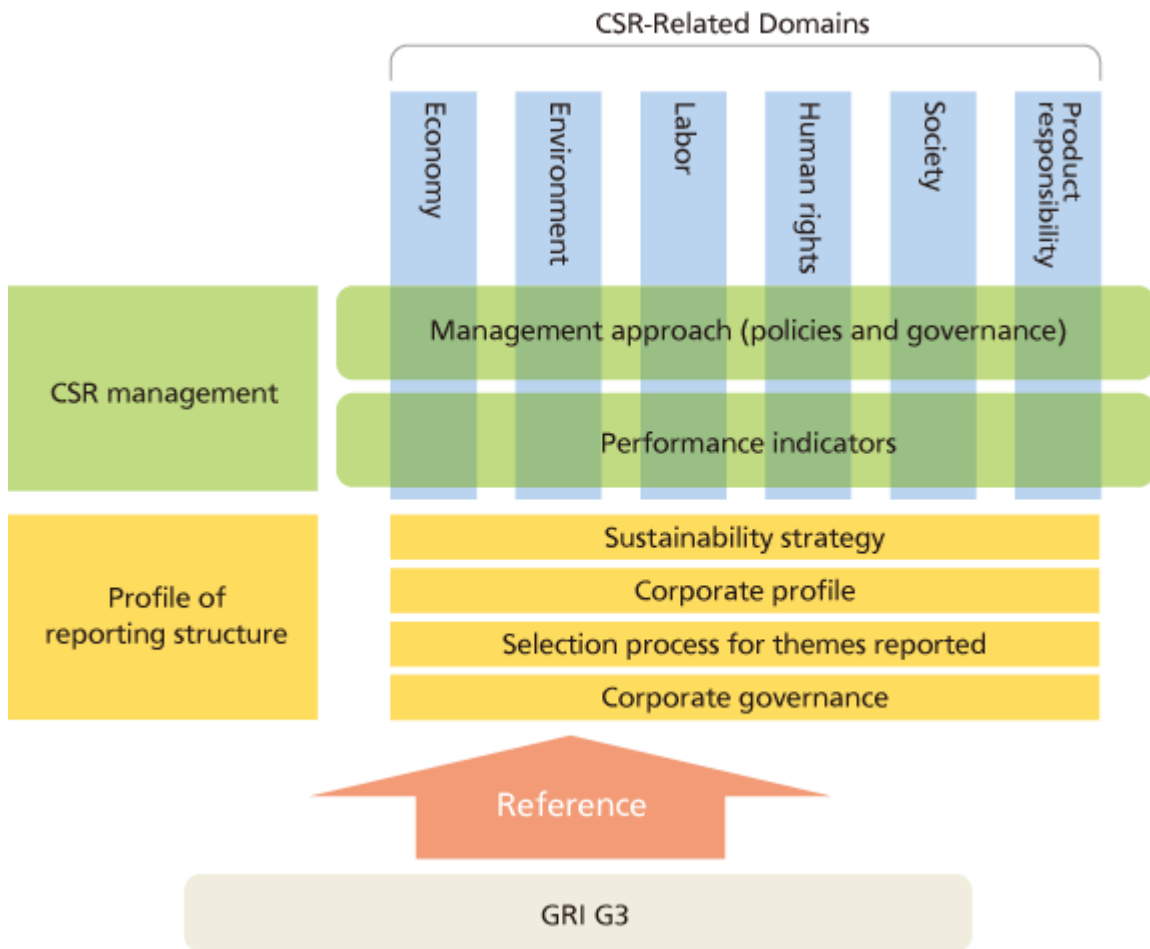 CSR-Related Domains
Economy
Environment
Labor
Human rights
Society
Product
responsibility
Management approach (policies and governance)
CSR management
Performance indicators
Sustainability strategy
Corporate profile
Profile of
reporting structure
Selection process for themes reported
Corporate governance
Reference
GRI G3